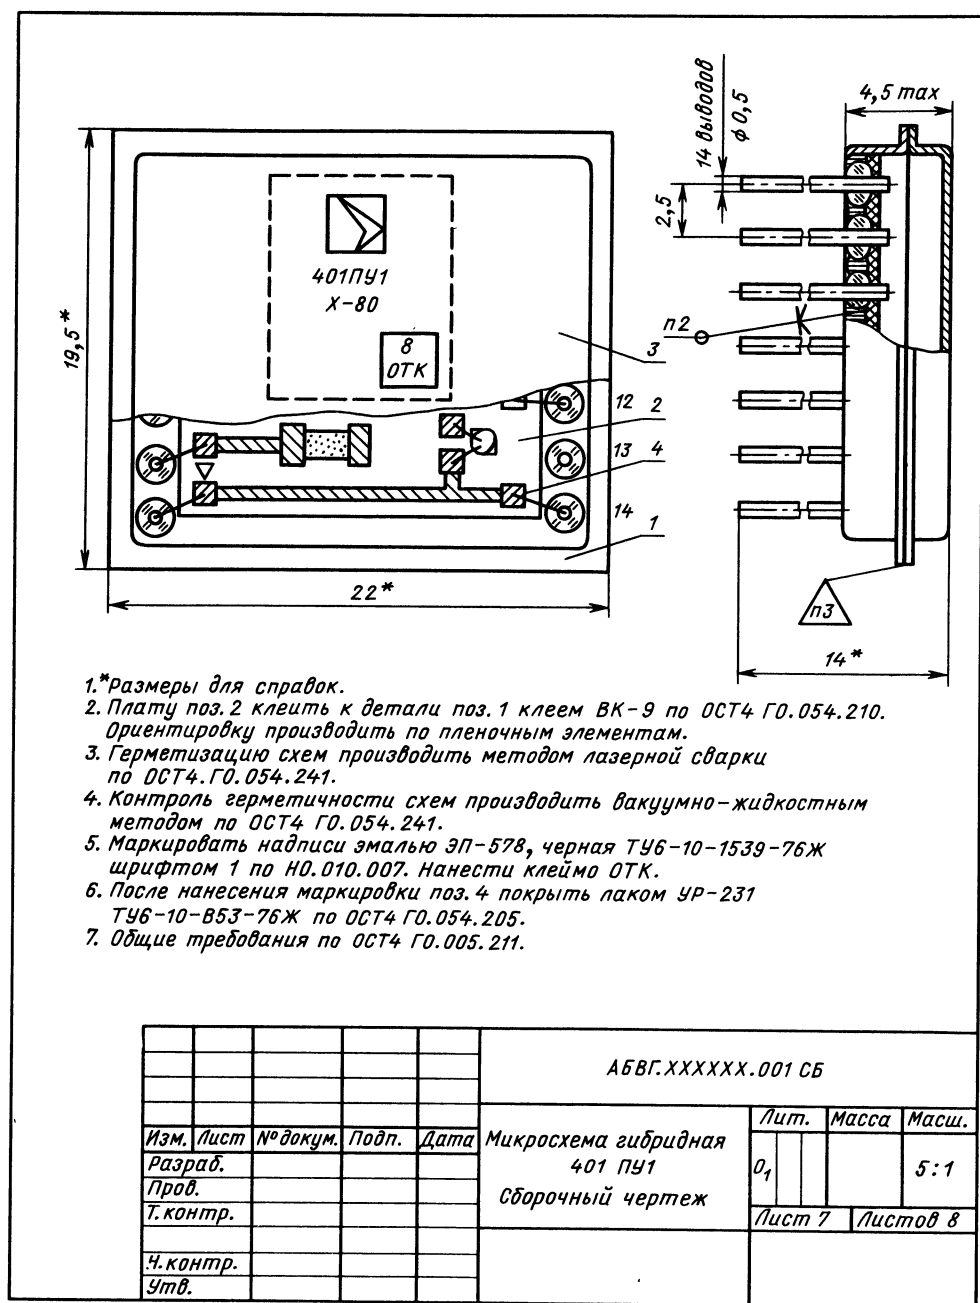 14 выводов
ϕ0,5
4,5 max
2,5
19,5*
401ПУ1
Х-80
8
ОТК
п2
3
12
2
13
4
14
1
22*
п3
14*
1.*Размеры для справок.
2. Плату поз. 2 клеить к детали поз. 1 клеем ВК-9 по ОСТ4 ГО.054.210.
Ориентировку производить по пленочным элементам.
3. Герметизацию схем производить методом лазерной сварки
по ОСТ4.ГО.054.241.
4. Контроль герметичности схем производить вакуумно-жидкостным
методом по ОСТ4 ГО.054.241.
5. Маркировать надписи эмалью ЭП-578, черная ТУ6-10-1539-76Ж
шрифтом 1 по НО.010.007. Нанести клеймо ОТК.
6. После нанесения маркировки поз. 4 покрыть лаком УР-231
ТУ6-10-В53-76Ж по ОСТ4 ГО.054.205.
7. Общие требования по ОСТ4 ГО.005.211.
АБВГ.ХХХХХХ.001 СБ
Изм. Лист № докум. Подп. Дата
Разраб.
Пров.
Т.контр.
Н.контр.
Утв.
Микросхема гибридная
401 ПУ1
Сборочный чертеж
Лит. Масса Масш.
О1 5:1
Лист 7 Листов 8